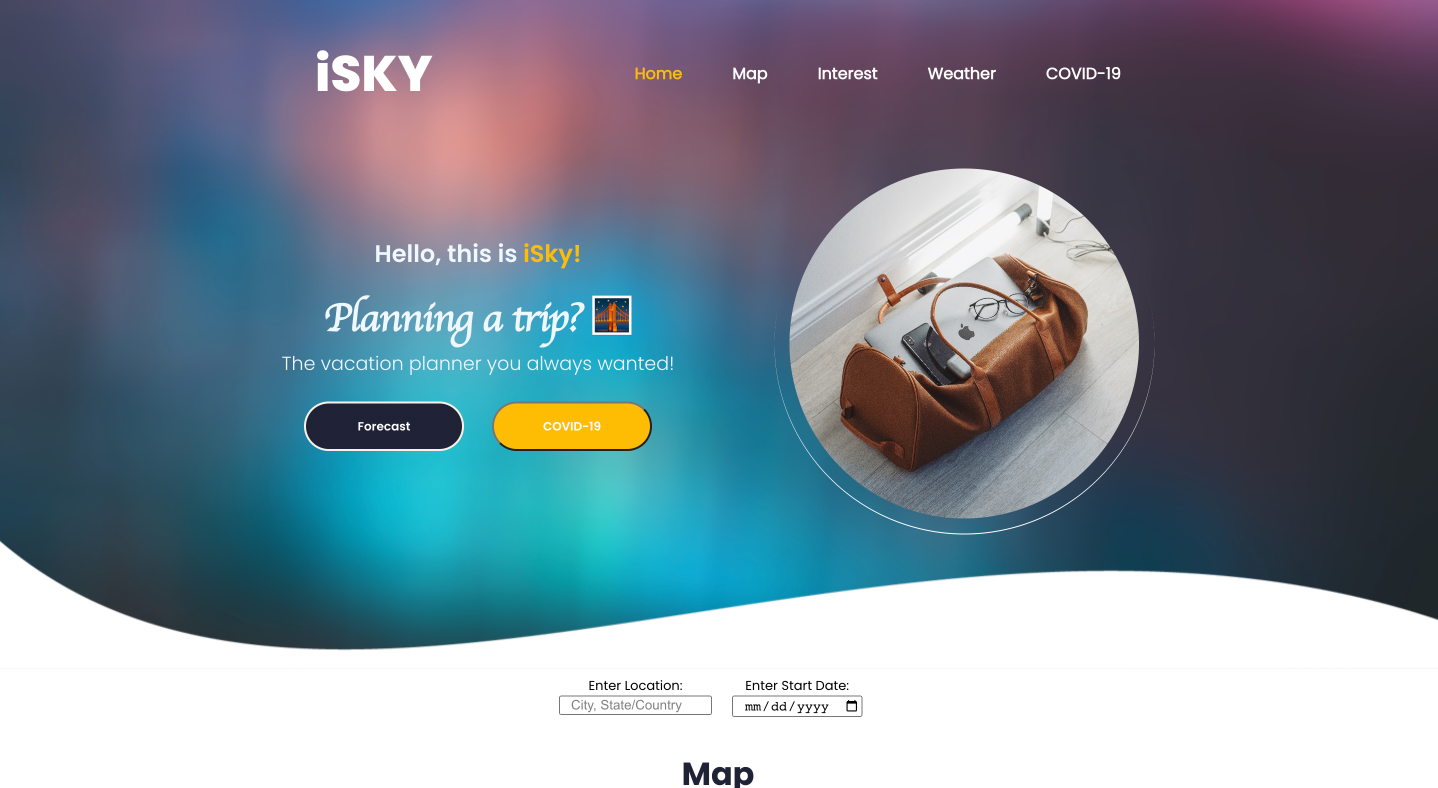 iSKY
Home Map Interest Weather COVID-19
Hello, this is iSky!
Planning a trip? 🌉
The vacation planner you always wanted!
Forecast COVID-19
Enter Location: Enter Start Date:
City, State/Country mm/dd/yyyy
Map